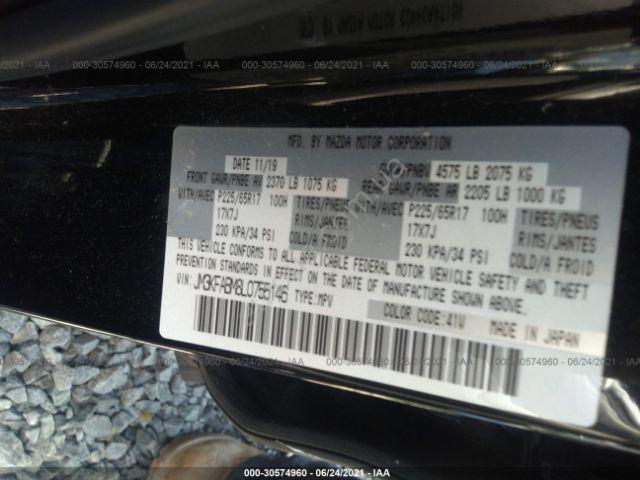 000-30574960 - 06/24/2021 - IAA
000-30574960 - 06/24/2021 - IAA
000-30574960 - 06/24/2021 - IAA
MFD. BY MAZDA MOTOR CORPORATION
DATE 11/19
GVWR/PNBV 4575 LB 2075 KG
FRONT GAWR/PNBE AV 2370 LB 1075 KG
REAR GAWR/PNBE AR 2205 LB 1000 KG
WITH/AVEC P225/65R17 100H TIRES/PNEUS
WITH/AVEC P225/65R17 100H TIRES/PNEUS
17X7J RIMS/JANTES
17X7J RIMS/JANTES
230 KPA/34 PSI COLD/A FROID
230 KPA/34 PSI COLD/A FROID
THIS VEHICLE CONFORMS TO ALL APPLICABLE FEDERAL MOTOR VEHICLE SAFETY AND THEFT
PREVENTION STANDARDS IN EFFECT ON THE DATE OF MANUFACTURE SHOWN ABOVE.
VIN: JM3KFABM8L0755145 TYPE:MPV
COLOR CODE:41W MADE IN JAPAN
000-30574960 - 06/24/2021 - IAA
000-30574960 - 06/24/2021 - IAA
000-30574960 - 06/24/2021 - IAA
000-30574960 - 06/24/2021 - IAA